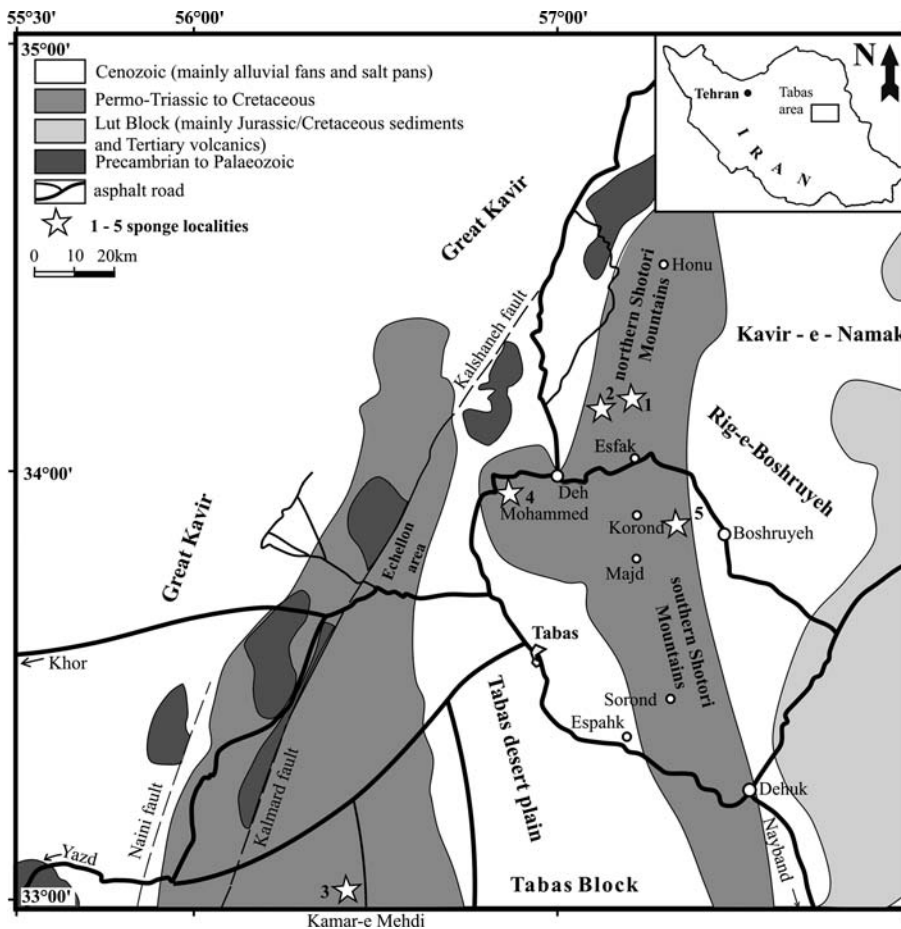 55°30'
56°00'
57°00'
35°00'
Cenozoic (mainly alluvial fans and salt pans)
Permo-Triassic to Cretaceous
Lut Block (mainly Jurassic/Cretaceous sediments
and Tertiary volcanics)
Precambrian to Palaeozoic
asphalt road
1 - 5 sponge localities
0 10 20km
N
Tehran
Tabas
area
I R A N
Great Kavir
Kalshaneh fault
northern Shotori
Mountains
Honu
Kavir - e - Namak
2
1
Esfak
Rig-e-Boshruyeh
34°00'
4
Deh
Mohammed
Korond
5
Boshruyeh
Majd
Great Kavir
Echellon
area
southern Shotori
Mountains
Tabas
Khor
Sorond
Espahk
Tabas desert plain
Naini fault
Kalmard fault
Dehuk
Nayband
Yazd
33°00'
3
Kamar-e Mehdi
Tabas Block